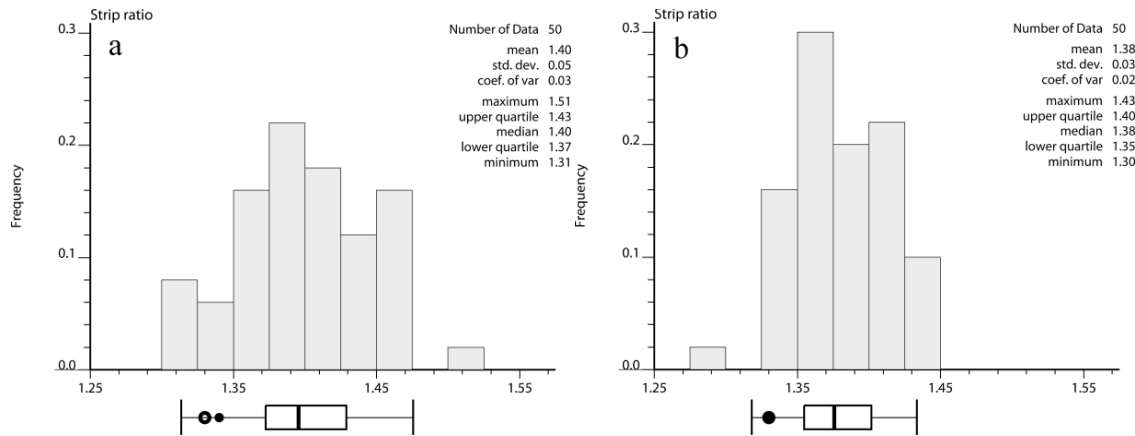 Strip ratio
a
Number of Data 50
mean 1.40
std. dev. 0.05
coef. of var 0.03
maximum 1.51
upper quartile 1.43
median 1.40
lower quartile 1.37
minimum 1.31
Frequency
0.3
0.2
0.1
0.0
1.25 1.35 1.45 1.55
Strip ratio
b
Number of Data 50
mean 1.38
std. dev. 0.03
coef. of var 0.02
maximum 1.43
upper quartile 1.40
median 1.38
lower quartile 1.35
minimum 1.30
Frequency
0.3
0.2
0.1
0.0
1.25 1.35 1.45 1.55